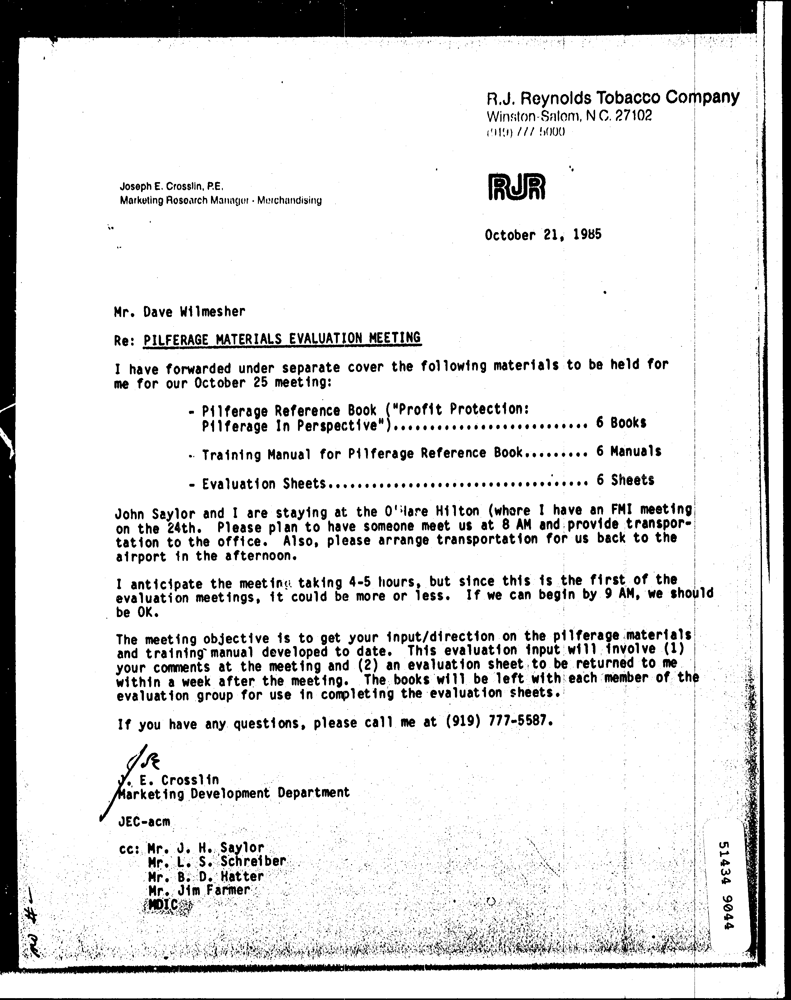 R.J. Reynolds Tobacco Company
Winston-Salem, N.C. 27102
(919) 777 5000
Joseph E. Crosslin, P.E.
Marketing Research Manager - Merchandising
RJR
October 21, 1985
Mr. Dave Wilmesher
Re: PILFERAGE MATERIALS EVALUATION MEETING
I have forwarded under separate cover the following materials to be held for
me for our October 25 meeting:
- Pilferage Reference Book ("Profit Protection:
Pilferage In Perspective")........................... 6 Books
- Training Manual for Pilferage Reference Book......... 6 Manuals
- Evaluation Sheets.................................... 6 Sheets
John Saylor and I are staying at the O'Hare Hilton (where I have an FMI meeting
on the 24th. Please plan to have someone meet us at 8 AM and provide transpor-
tation to the office. Also, please arrange transportation for us back to the
airport in the afternoon.
I anticipate the meeting taking 4-5 hours, but since this is the first of the
evaluation meetings, it could be more or less. If we can begin by 9 AM, we should
be OK.
The meeting objective is to get your input/direction on the pilferage materials
and training manual developed to date. This evaluation input will involve (1)
your comments at the meeting and (2) an evaluation sheet to be returned to me
within a week after the meeting. The books will be left with each member of the
evaluation group for use in completing the evaluation sheets.
If you have any questions, please call me at (919) 777-5587.
J. E. Crosslin
Marketing Development Department
JEC-acm
cc: Mr. J. H. Saylor
Mr. L. S. Schreiber
Mr. B. D. Hatter
Mr. Jim Farmer
MDIC
51434 9044